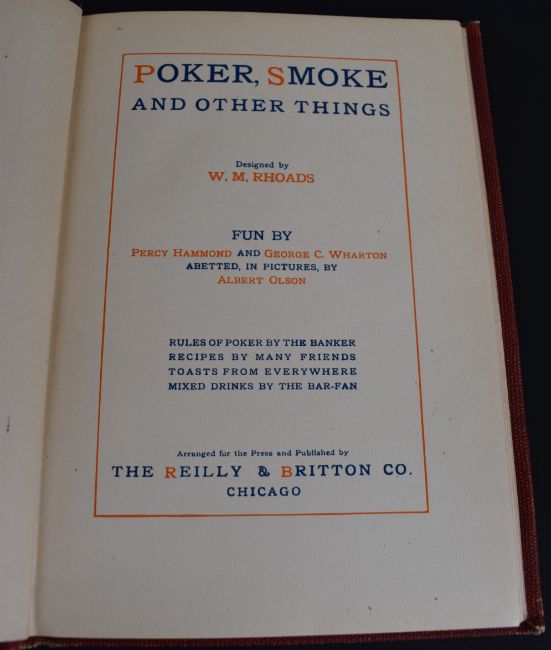 POKER, SMOKE
AND OTHER THINGS
Designed by
W. M. RHOADS
FUN BY
PERCY HAMMOND AND GEORGE C. WHARTON
ABETTED, IN PICTURES, BY
ALBERT OLSON
RULES OF POKER BY THE BANKER
RECIPES BY MANY FRIENDS
TOASTS FROM EVERYWHERE
MIXED DRINKS BY THE BAR-FAN
Arranged for the Press and Published by
THE REILLY & BRITTON CO.
CHICAGO